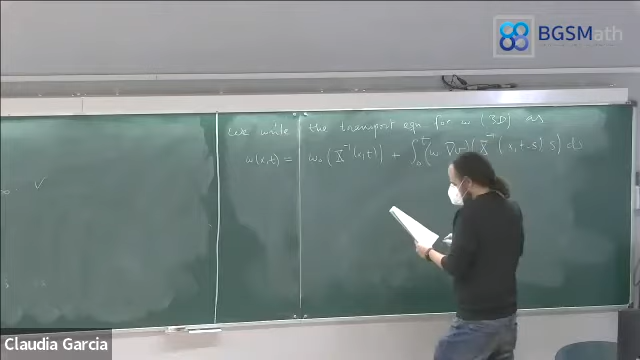 BGSMath
We write the transport eqn for ω (3D) as
ω(x,t) = ω₀(X⁻¹(x,t)) + ∫₀ᵗ (ω ∇v)(X⁻¹(x,t-s) s) ds
Claudia Garcia